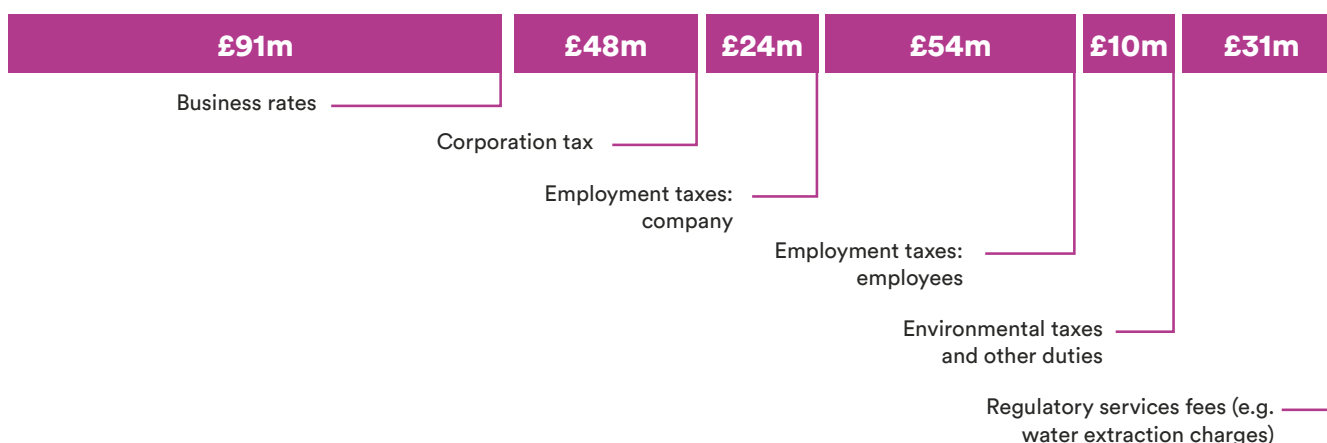 £91m £48m £24m £54m £10m £31m
Business rates
Corporation tax
Employment taxes:
company
Employment taxes:
employees
Environmental taxes
and other duties
Regulatory services fees (e.g.
water extraction charges)